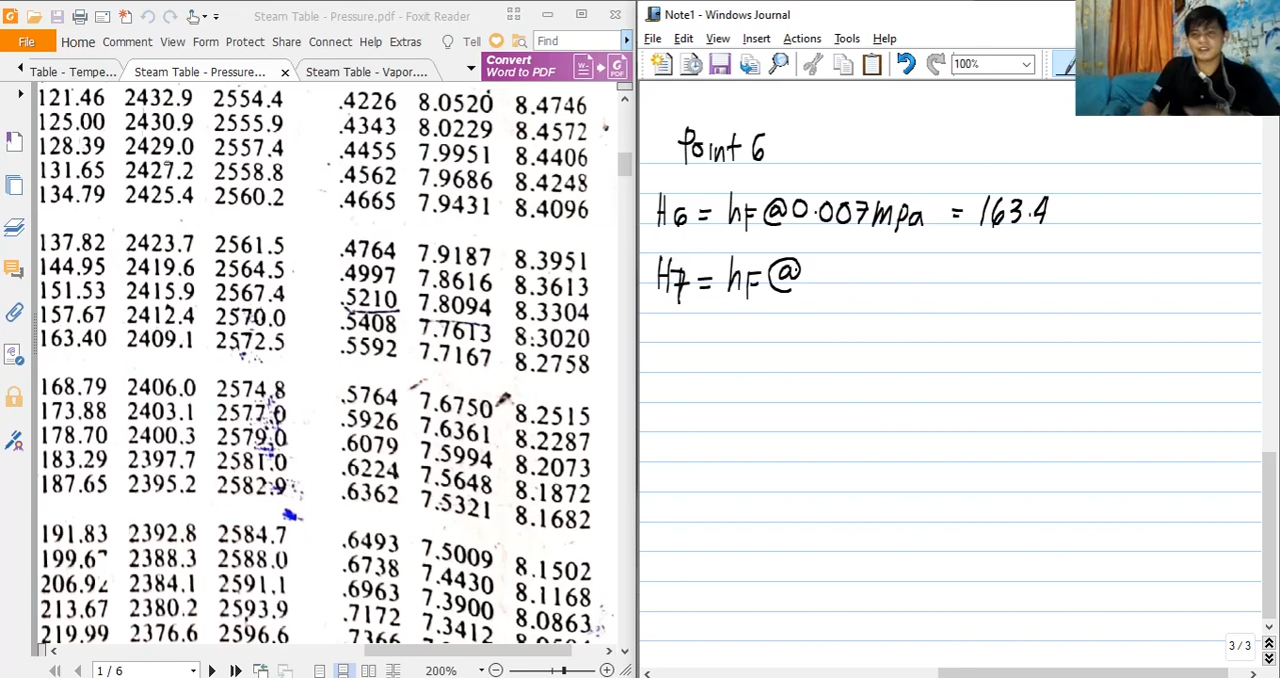 Steam Table - Pressure.pdf - Foxit Reader
File Home Comment View Form Protect Share Connect Help Extras Tell Find
Table - Tempe... Steam Table - Pressure... Steam Table - Vapor....
Convert
Word to PDF
121.46 2432.9 2554.4 .4226 8.0520 8.4746
125.00 2430.9 2555.9 .4343 8.0229 8.4572
128.39 2429.0 2557.4 .4455 7.9951 8.4406
131.65 2427.2 2558.8 .4562 7.9686 8.4248
134.79 2425.4 2560.2 .4665 7.9431 8.4096
137.82 2423.7 2561.5 .4764 7.9187 8.3951
144.95 2419.6 2564.5 .4997 7.8616 8.3613
151.53 2415.9 2567.4 .5210 7.8094 8.3304
157.67 2412.4 2570.0 .5408 7.7613 8.3020
163.40 2409.1 2572.5 .5592 7.7167 8.2758
168.79 2406.0 2574.8 .5764 7.6750 8.2515
173.88 2403.1 2577.0 .5926 7.6361 8.2287
178.70 2400.3 2579.0 .6079 7.5994 8.2073
183.29 2397.7 2581.0 .6224 7.5648 8.1872
187.65 2395.2 2582.9 .6362 7.5321 8.1682
191.83 2392.8 2584.7 .6493 7.5009 8.1502
199.67 2388.3 2588.0 .6738 7.4430 8.1168
206.92 2384.1 2591.1 .6963 7.3900 8.0863
213.67 2380.2 2593.9 .7172 7.3412
219.99 2376.6 2596.6 .7366
1 / 6 200%
Note1 - Windows Journal
File Edit View Insert Actions Tools Help
100%
Point 6
H6 = hF@0.007mpa = 163.4
H7 = hF@
3 / 3